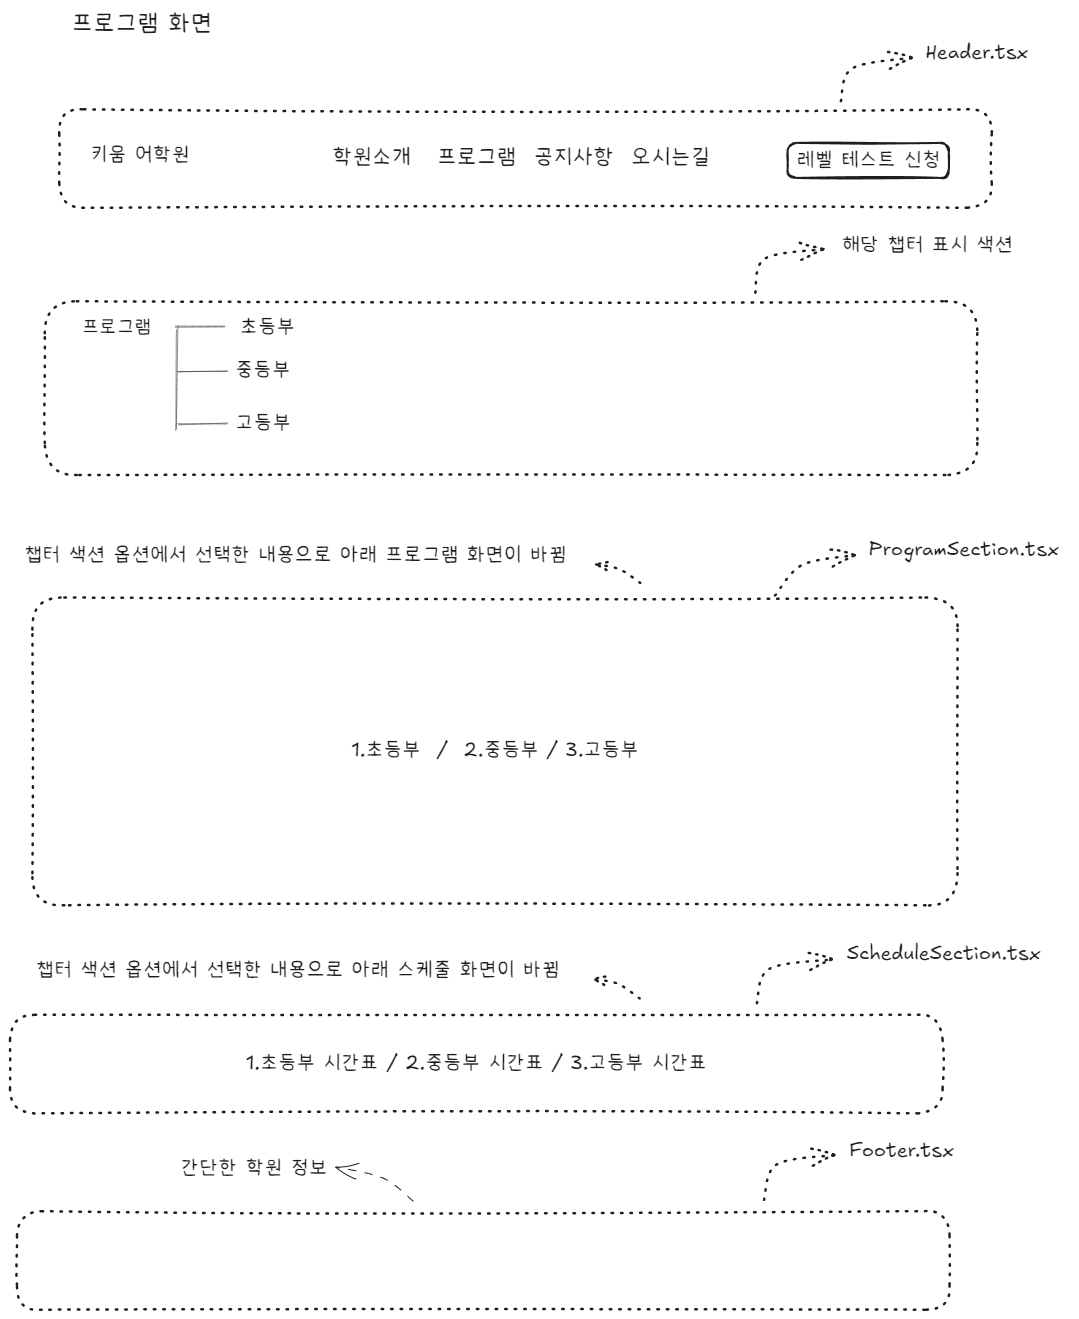 프로그램 화면
Header.tsx
키움 어학원 학원소개 프로그램 공지사항 오시는길 레벨 테스트 신청
해당 챕터 표시 색션
프로그램 초등부
중등부
고등부
챕터 색션 옵션에서 선택한 내용으로 아래 프로그램 화면이 바뀜
ProgramSection.tsx
1.초등부 / 2.중등부 / 3.고등부
ScheduleSection.tsx
챕터 색션 옵션에서 선택한 내용으로 아래 스케줄 화면이 바뀜
1.초등부 시간표 / 2.중등부 시간표 / 3.고등부 시간표
Footer.tsx
간단한 학원 정보